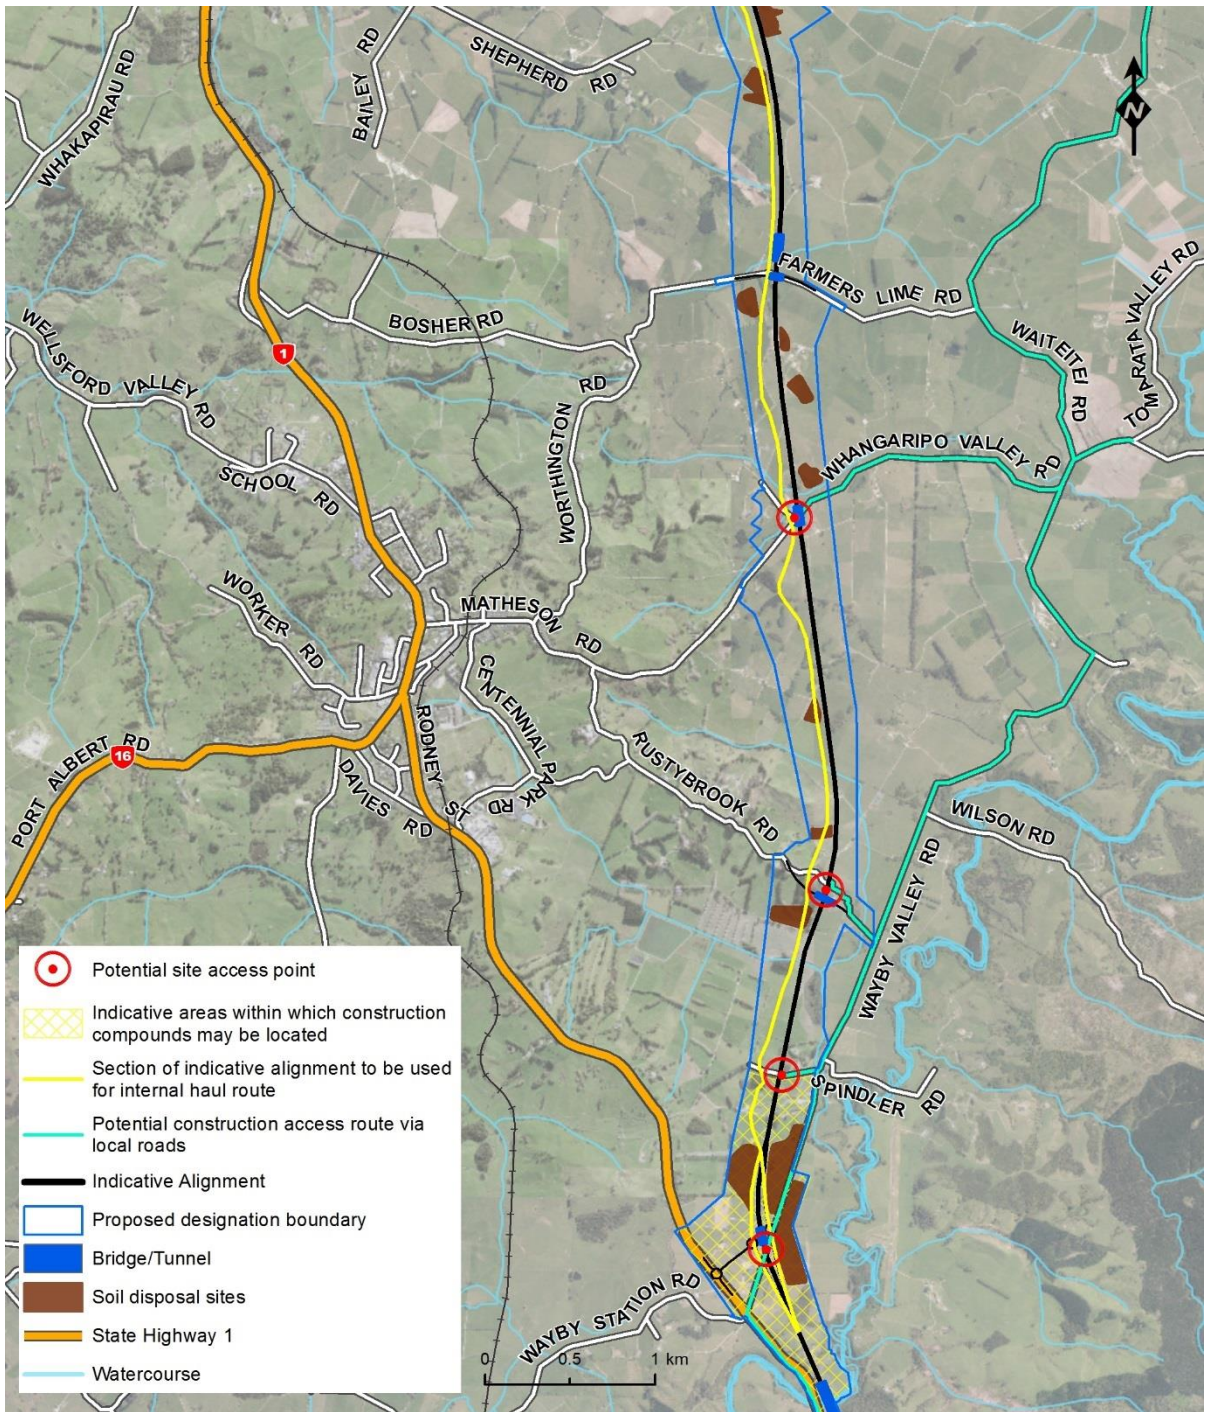 WHAKAPIRAU RD
BAILEY RD
SHEPHERD RD
N
FARMERS LIME RD
WAITEITEI RD
TOMARATA VALLEY RD
BOSHER RD
1
WELLSFORD VALLEY RD
SCHOOL RD
WORTHINGTON RD
WHANGARIPO VALLEY RD
WORKER RD
MATHESON RD
CENTENNIAL PARK RD
RODNEY ST
PORT ALBERT RD
16
DAVIES RD
RUSTYBROOK RD
WILSON RD
WAYBY VALLEY RD
SPINDLER RD
WAYBY STATION RD
Potential site access point
Indicative areas within which construction
compounds may be located
Section of indicative alignment to be used
for internal haul route
Potential construction access route via
local roads
Indicative Alignment
Proposed designation boundary
Bridge/Tunnel
Soil disposal sites
State Highway 1
Watercourse
0 0.5 1 km